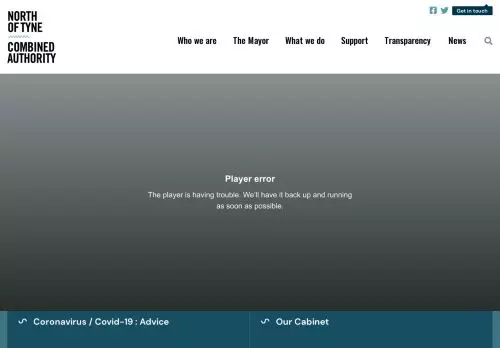 NORTH
OF TYNE
COMBINED
AUTHORITY
Get in touch
Who we are The Mayor What we do Support Transparency News
Player error
The player is having trouble. We'll have it back up and running
as soon as possible.
Coronavirus / Covid-19 : Advice
Our Cabinet